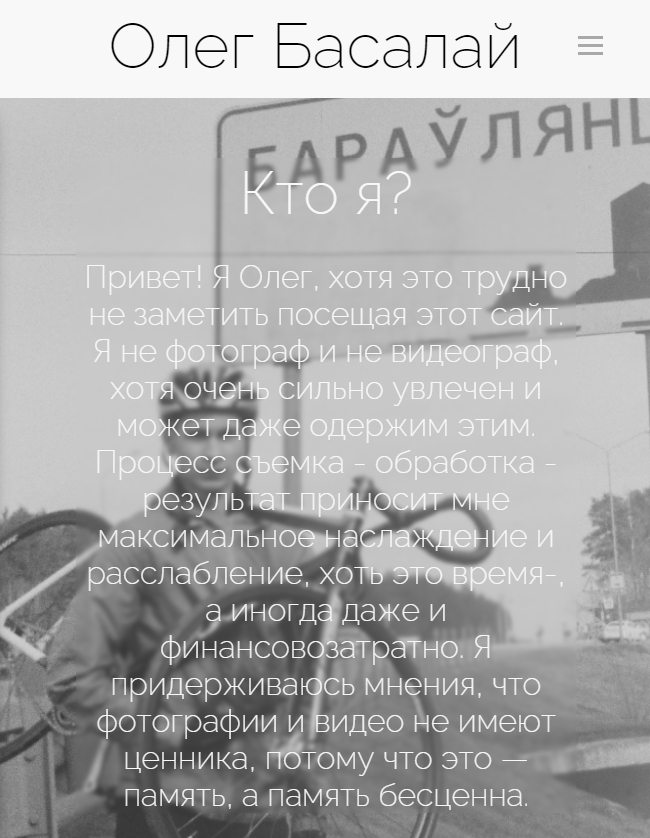 Олег Басалай
БАРАЎЛЯНЫ
Кто я?
Привет! Я Олег, хотя это трудно
не заметить посещая этот сайт.
Я не фотограф и не видеограф,
хотя очень сильно увлечен и
может даже одержим этим.
Процесс съемка - обработка -
результат приносит мне
максимальное наслаждение и
расслабление, хоть это время-,
а иногда даже и
финансовозатратно. Я
придерживаюсь мнения, что
фотографии и видео не имеют
ценника, потому что это —
память, а память бесценна.